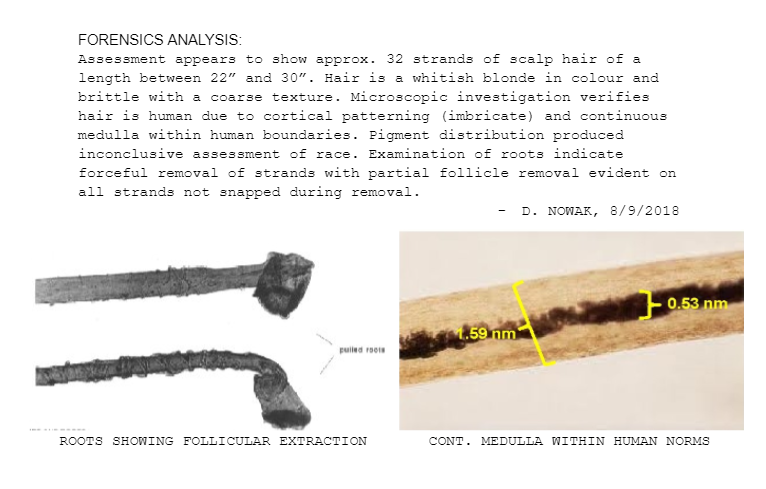 FORENSICS ANALYSIS:
Assessment appears to show approx. 32 strands of scalp hair of a
length between 22” and 30”. Hair is a whitish blonde in colour and
brittle with a coarse texture. Microscopic investigation verifies
hair is human due to cortical patterning (imbricate) and continuous
medulla within human boundaries. Pigment distribution produced
inconclusive assessment of race. Examination of roots indicate
forceful removal of strands with partial follicle removal evident on
all strands not snapped during removal.
– D. NOWAK, 8/9/2018
pulled roots
1.59 nm
0.53 nm
ROOTS SHOWING FOLLICULAR EXTRACTION
CONT. MEDULLA WITHIN HUMAN NORMS